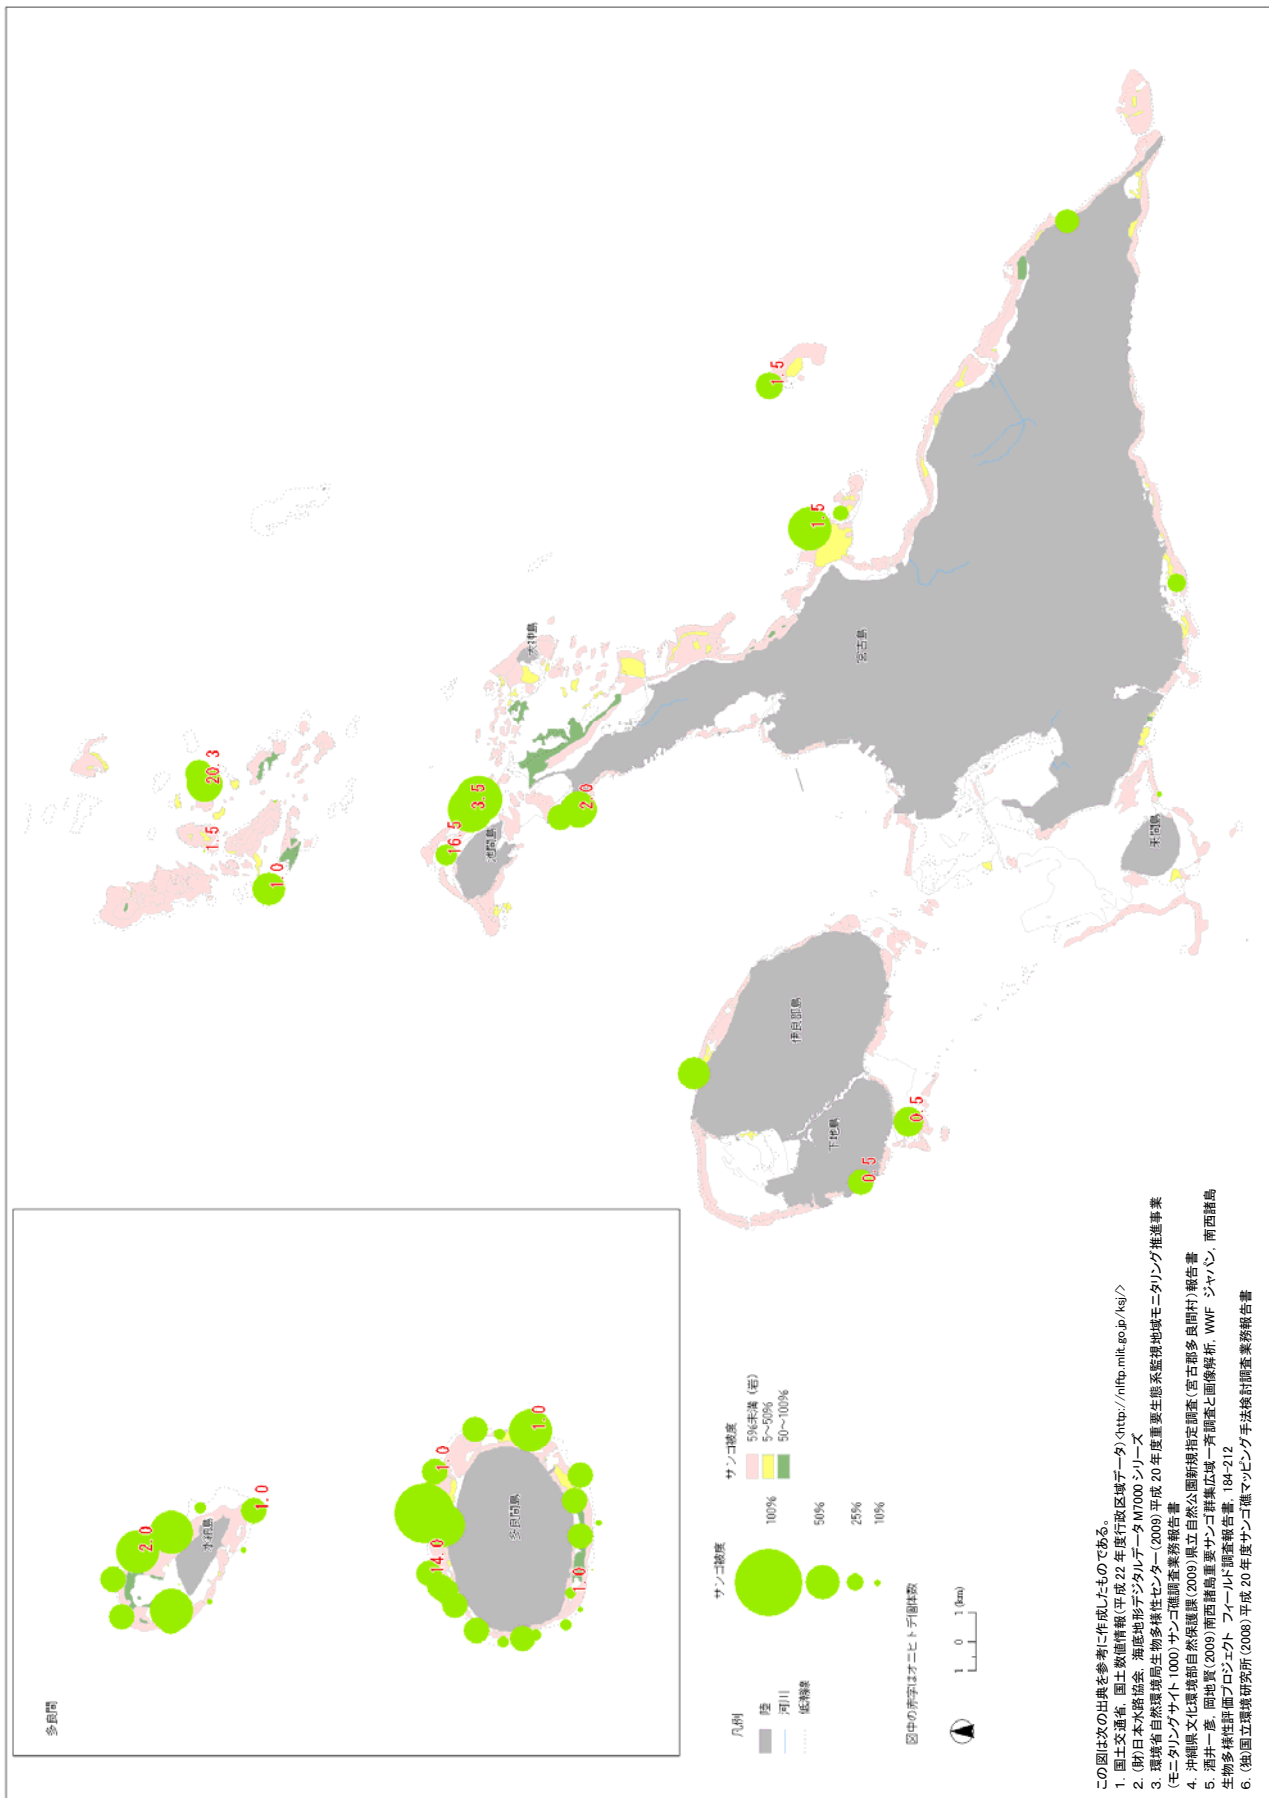 多良間
水納島
2.0
1.0
多良間島
1.0
1.0
14.0
1.0
20.3
1.5
1.0
16.5
3.5
池間島
2.0
大神島
1.5
1.5
宮古島
来間島
伊良部島
下地島
0.5
0.5
凡例
陸
河川
低潮線
サンゴ被度
100%
50%
25%
10%
サンゴ被度
5%未満（岩）
5～50%
50～100%
図中の赤字はオニヒトデ個体数
1 0 1 (km)
この図は次の出典を参考に作成したものである。
1. 国土交通省, 国土数値情報(平成 22 年度行政区域データ)<http://nlftp.mlit.go.jp/ksj/>
2. (財)日本水路協会, 海底地形デジタルデータ M7000 シリーズ
3. 環境省自然環境局生物多様性センター(2009)平成 20 年度重要生態系監視地域モニタリング推進事業
(モニタリングサイト 1000)サンゴ礁調査業務報告書
4. 沖縄県文化環境部自然保護課(2009)県立自然公園新規指定調査(宮古郡多良間村)報告書
5. 酒井一彦, 岡地賢(2009)南西諸島重要サンゴ群集広域一斉調査と画像解析, WWF ジャパン, 南西諸島
生物多様性評価プロジェクト フィールド調査報告書, 184-212
6. (独)国立環境研究所(2008)平成 20 年度サンゴ礁マッピング手法検討調査業務報告書